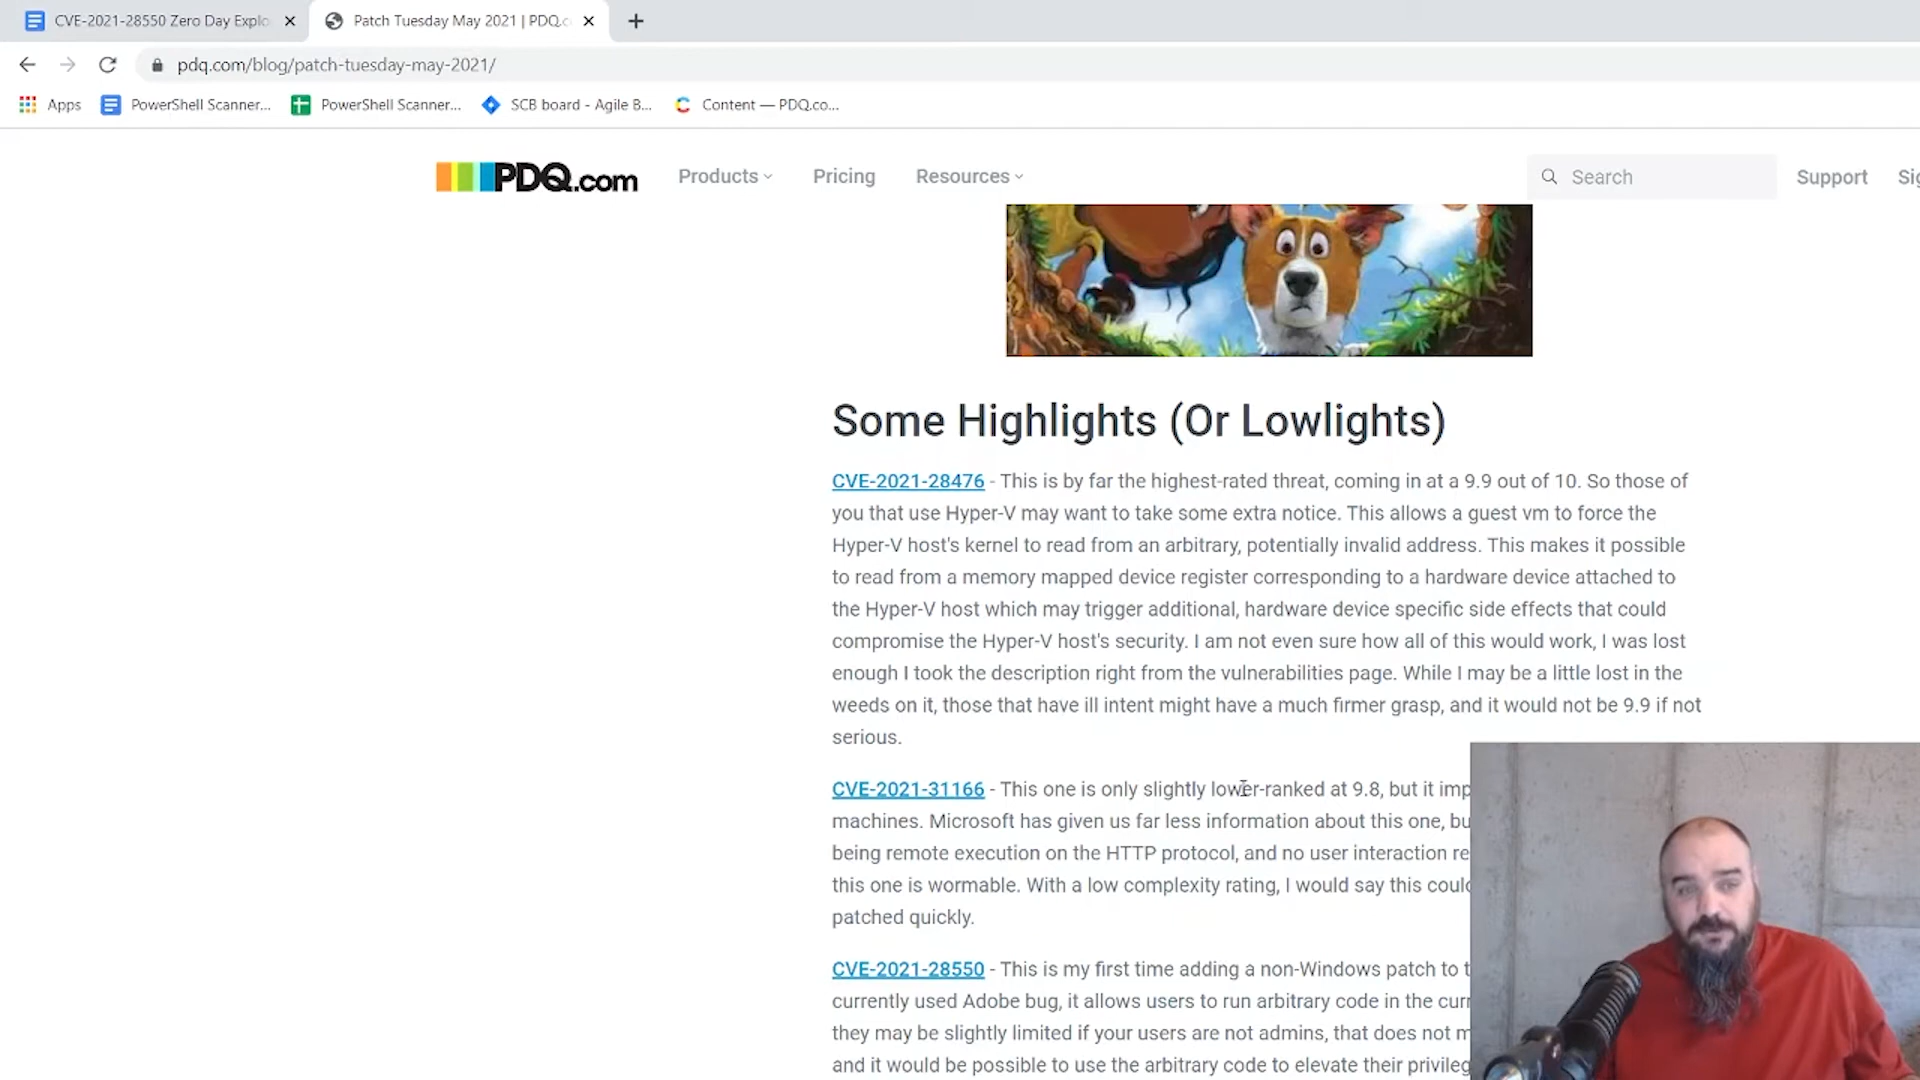 CVE-2021-28550 Zero Day Explo
Patch Tuesday May 2021 | PDQ.c
pdq.com/blog/patch-tuesday-may-2021/
Apps
PowerShell Scanner...
PowerShell Scanner...
SCB board - Agile B...
Content — PDQ.co...
PDQ.com
Products
Pricing
Resources
Search
Support
Sig
Some Highlights (Or Lowlights)
CVE-2021-28476 - This is by far the highest-rated threat, coming in at a 9.9 out of 10. So those of
you that use Hyper-V may want to take some extra notice. This allows a guest vm to force the
Hyper-V host's kernel to read from an arbitrary, potentially invalid address. This makes it possible
to read from a memory mapped device register corresponding to a hardware device attached to
the Hyper-V host which may trigger additional, hardware device specific side effects that could
compromise the Hyper-V host's security. I am not even sure how all of this would work, I was lost
enough I took the description right from the vulnerabilities page. While I may be a little lost in the
weeds on it, those that have ill intent might have a much firmer grasp, and it would not be 9.9 if not
serious.
CVE-2021-31166 - This one is only slightly lower-ranked at 9.8, but it imp
machines. Microsoft has given us far less information about this one, bu
being remote execution on the HTTP protocol, and no user interaction re
this one is wormable. With a low complexity rating, I would say this could
patched quickly.
CVE-2021-28550 - This is my first time adding a non-Windows patch to t
currently used Adobe bug, it allows users to run arbitrary code in the curr
they may be slightly limited if your users are not admins, that does not m
and it would be possible to use the arbitrary code to elevate their privileg